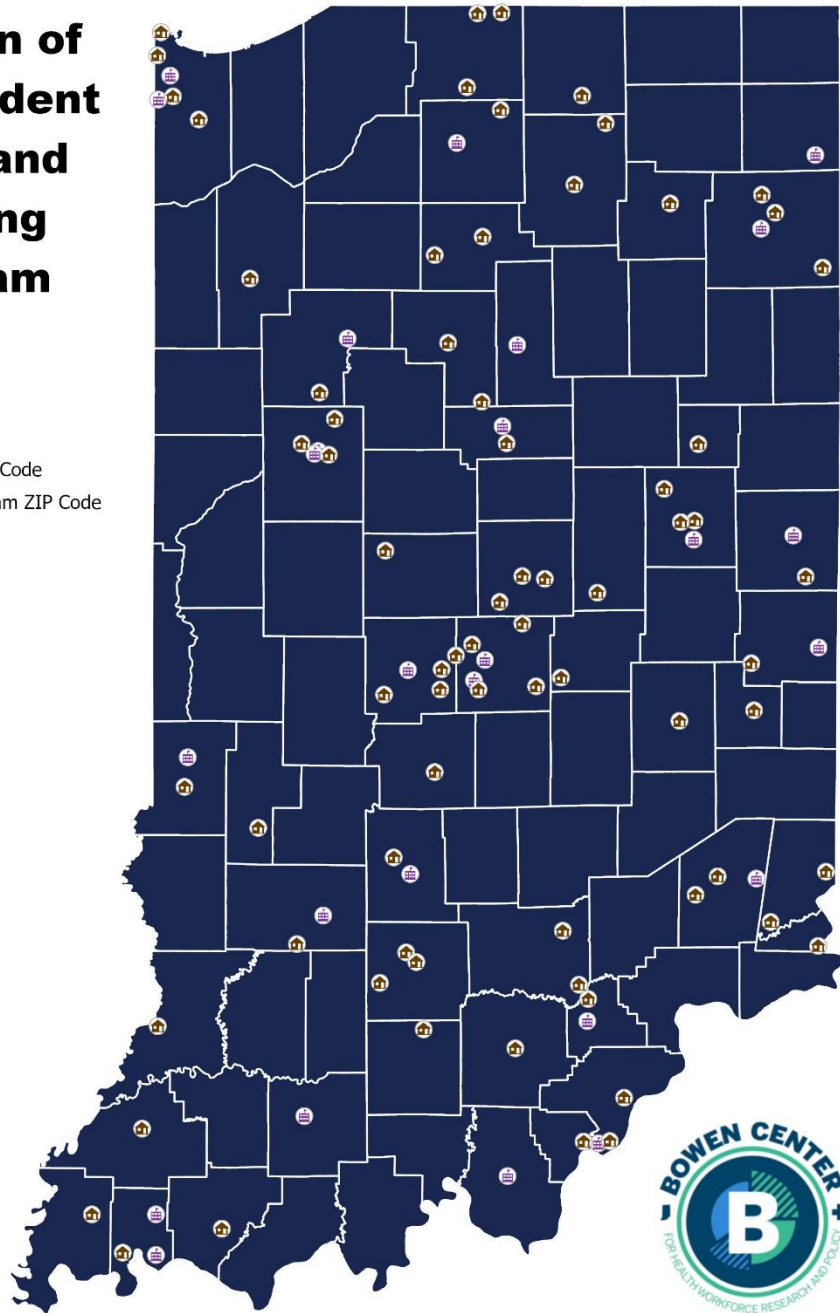 n of
dent
and
ng
am
Code
m ZIP Code
BOWEN CENTER
B
FOR HEALTH WORKFORCE RESEARCH AND POLICY